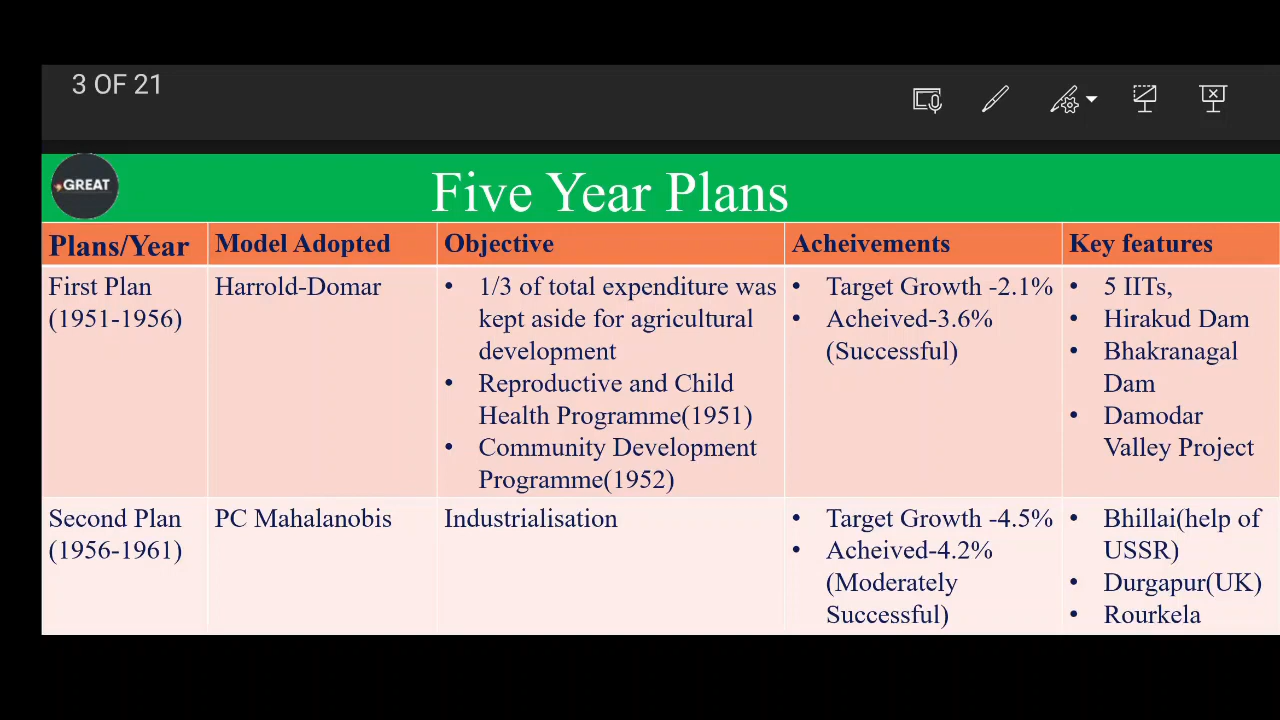 3 OF 21
GREAT
Five Year Plans
Plans/Year
Model Adopted
Objective
Acheivements
Key features
First Plan
(1951-1956)
Harrold-Domar
• 1/3 of total expenditure was
kept aside for agricultural
development
• Reproductive and Child
Health Programme(1951)
• Community Development
Programme(1952)
• Target Growth -2.1%
• Acheived-3.6%
(Successful)
• 5 IITs,
• Hirakud Dam
• Bhakranagal
Dam
• Damodar
Valley Project
Second Plan
(1956-1961)
PC Mahalanobis
Industrialisation
• Target Growth -4.5%
• Acheived-4.2%
(Moderately
Successful)
• Bhillai(help of
USSR)
• Durgapur(UK)
• Rourkela